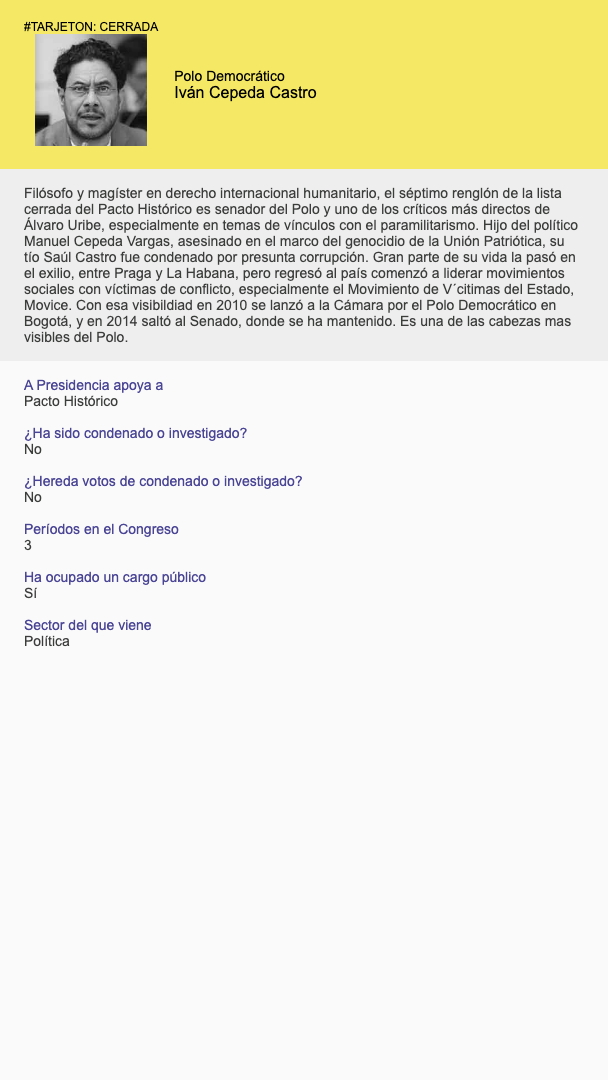 #TARJETON: CERRADA
Polo Democrático
Iván Cepeda Castro
Filósofo y magíster en derecho internacional humanitario, el séptimo renglón de la lista
cerrada del Pacto Histórico es senador del Polo y uno de los críticos más directos de
Álvaro Uribe, especialmente en temas de vínculos con el paramilitarismo. Hijo del político
Manuel Cepeda Vargas, asesinado en el marco del genocidio de la Unión Patriótica, su
tío Saúl Castro fue condenado por presunta corrupción. Gran parte de su vida la pasó en
el exilio, entre Praga y La Habana, pero regresó al país comenzó a liderar movimientos
sociales con víctimas de conflicto, especialmente el Movimiento de V´citimas del Estado,
Movice. Con esa visibildiad en 2010 se lanzó a la Cámara por el Polo Democrático en
Bogotá, y en 2014 saltó al Senado, donde se ha mantenido. Es una de las cabezas mas
visibles del Polo.
A Presidencia apoya a
Pacto Histórico
¿Ha sido condenado o investigado?
No
¿Hereda votos de condenado o investigado?
No
Períodos en el Congreso
3
Ha ocupado un cargo público
Sí
Sector del que viene
Política